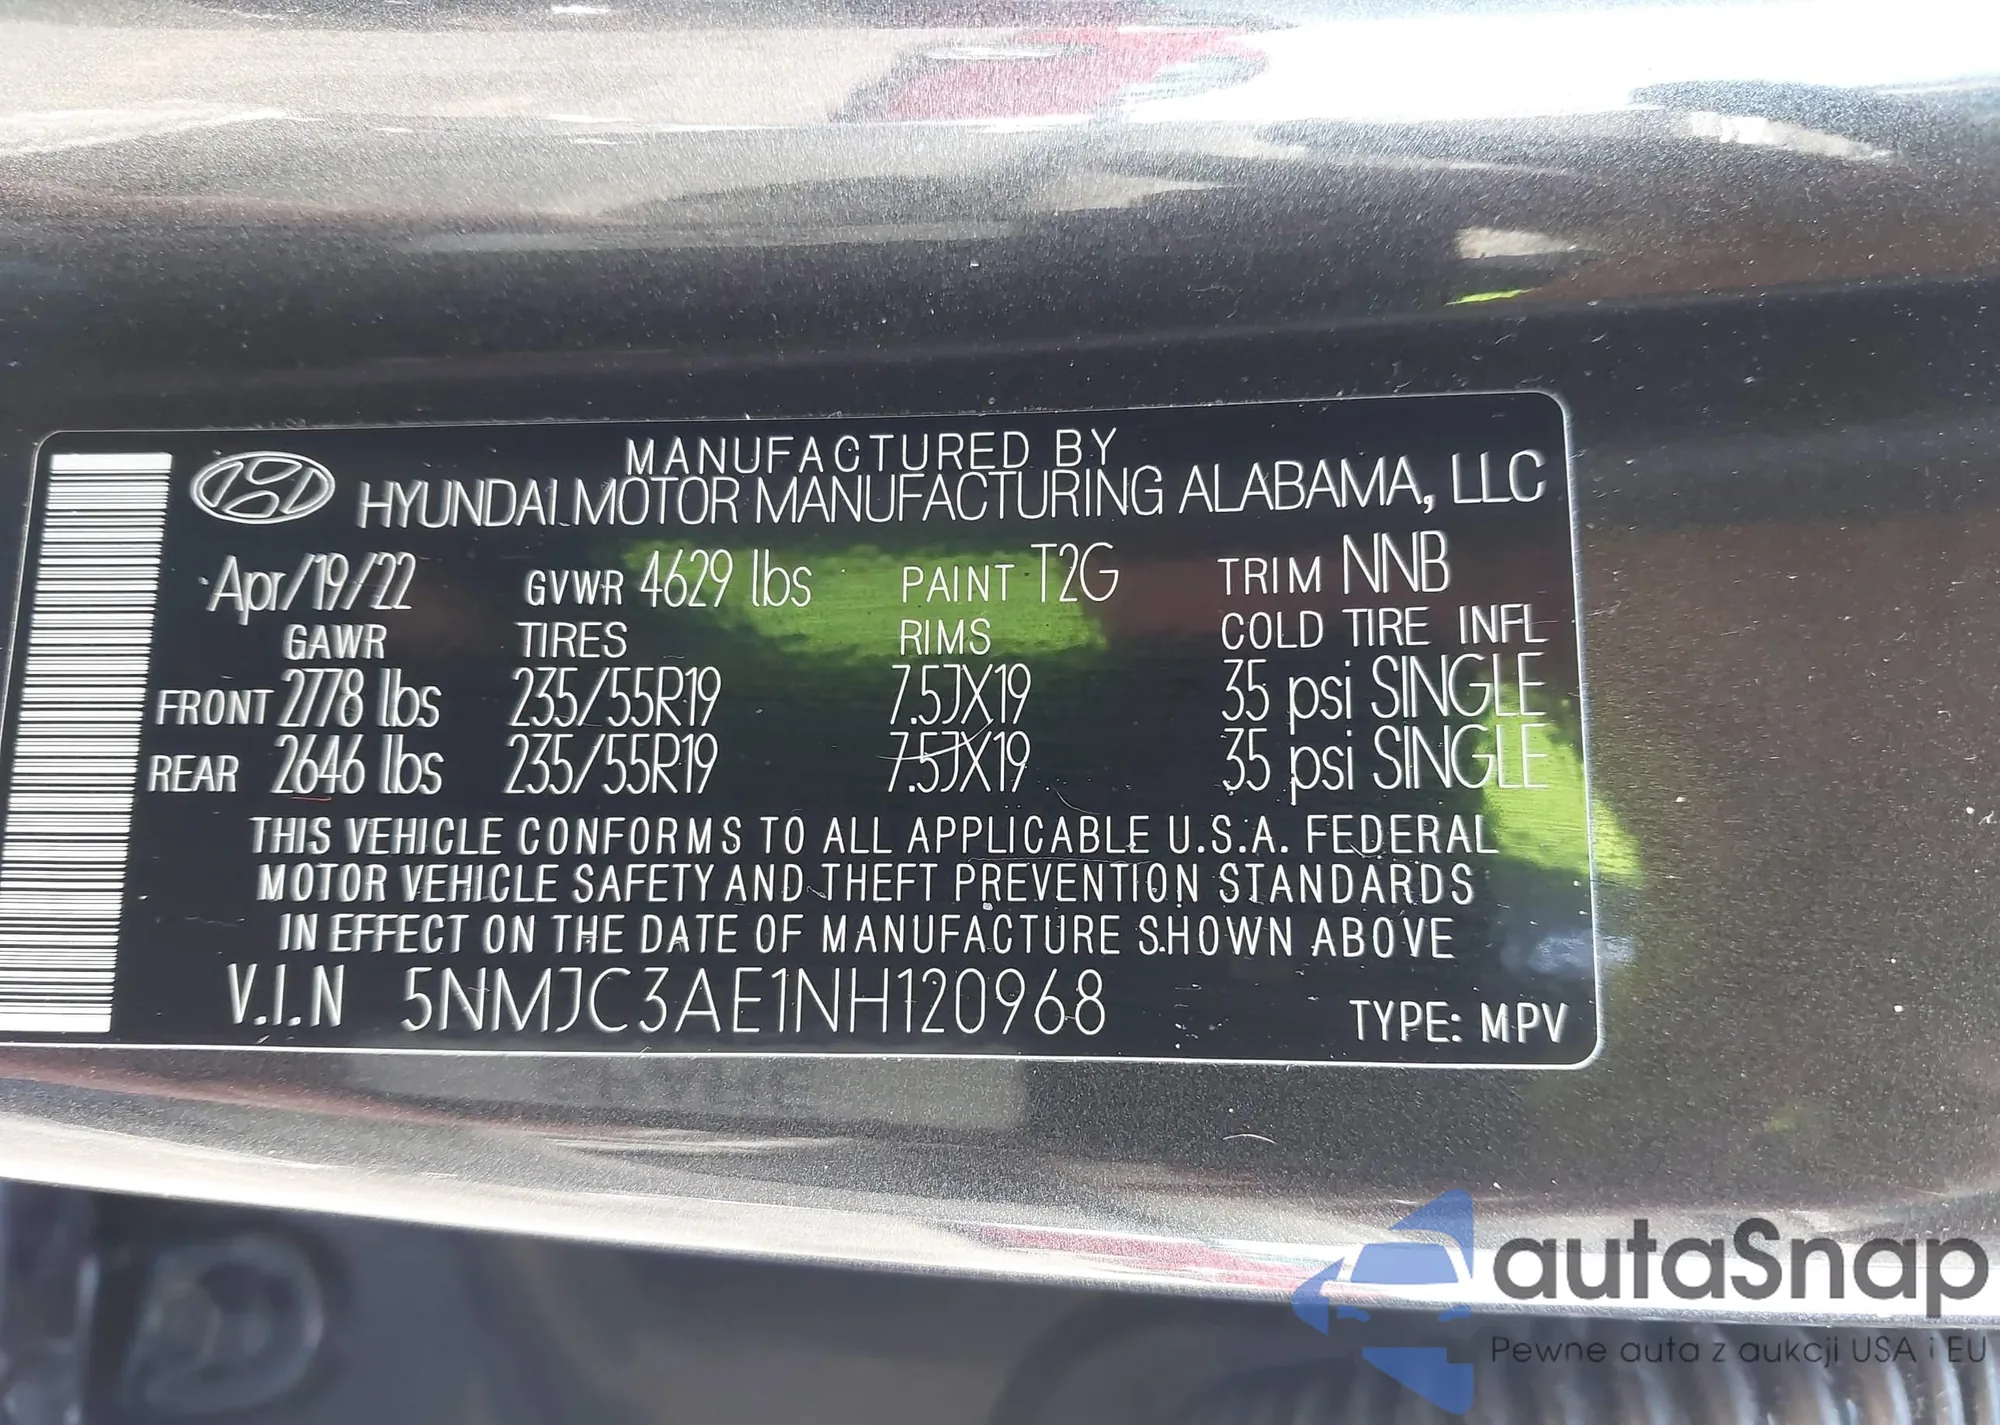 MANUFACTURED BY
HYUNDAI MOTOR MANUFACTURING ALABAMA, LLC
Apr/19/22 GVWR 4629 lbs PAINT T2G TRIM NNB
GAWR TIRES RIMS COLD TIRE INFL
FRONT 2778 lbs 235/55R19 7.5JX19 35 psi SINGLE
REAR 2646 lbs 235/55R19 7.5JX19 35 psi SINGLE
THIS VEHICLE CONFORMS TO ALL APPLICABLE U.S.A. FEDERAL
MOTOR VEHICLE SAFETY AND THEFT PREVENTION STANDARDS
IN EFFECT ON THE DATE OF MANUFACTURE SHOWN ABOVE
V.I.N 5NMJC3AE1NH120968 TYPE: MPV
autaSnap
Pewne auta z aukcji USA i EU